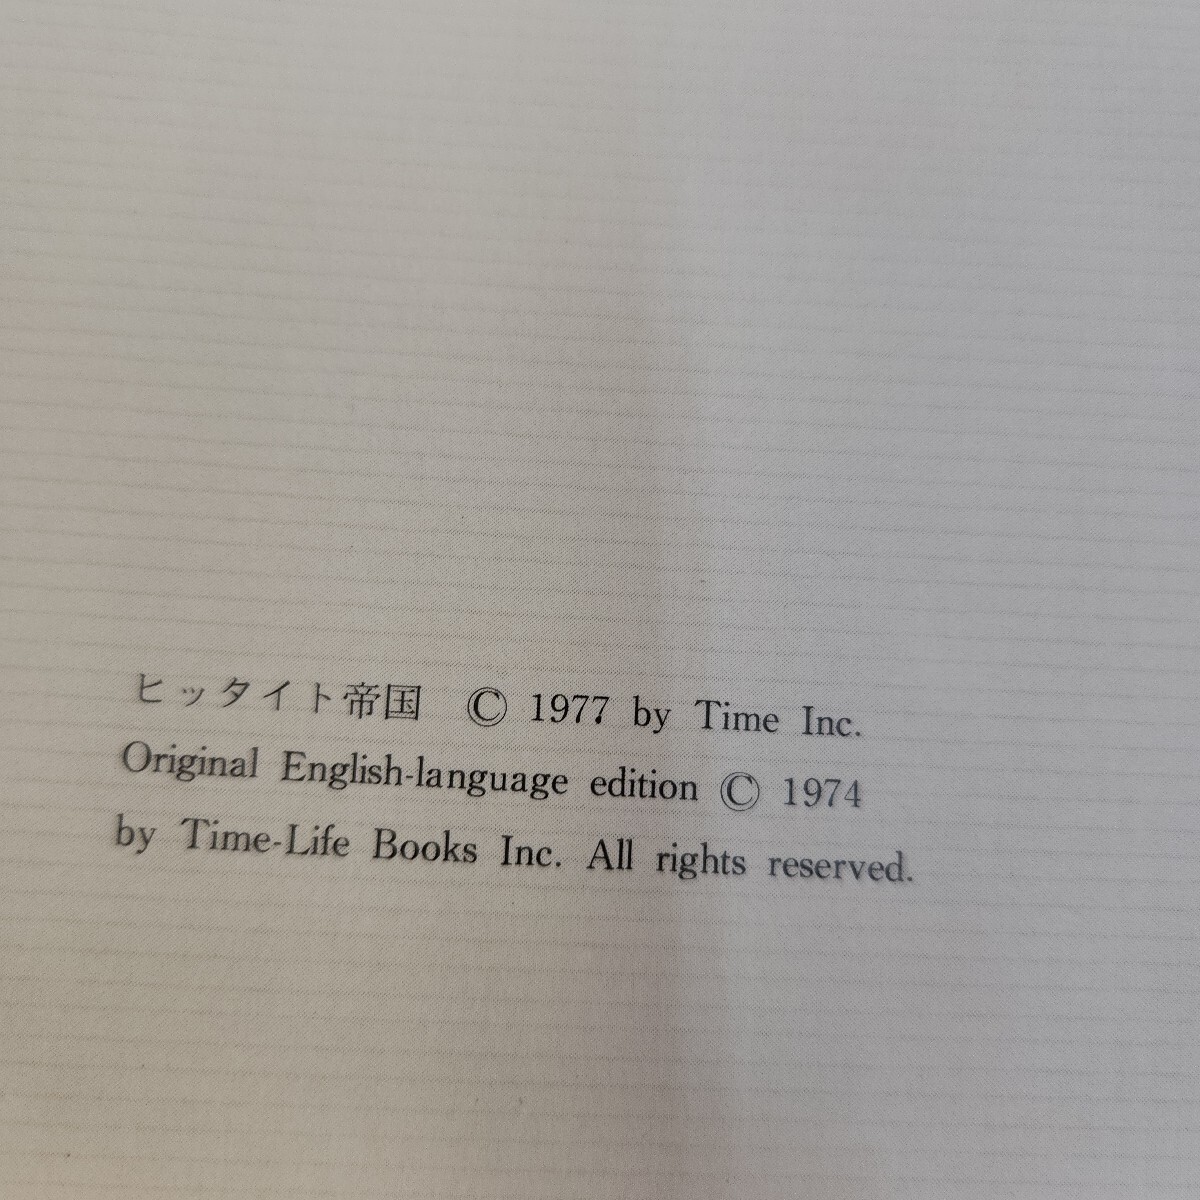 ヒッタイト帝国 © 1977 by Time Inc.
Original English-language edition © 1974
by Time-Life Books Inc. All rights reserved.